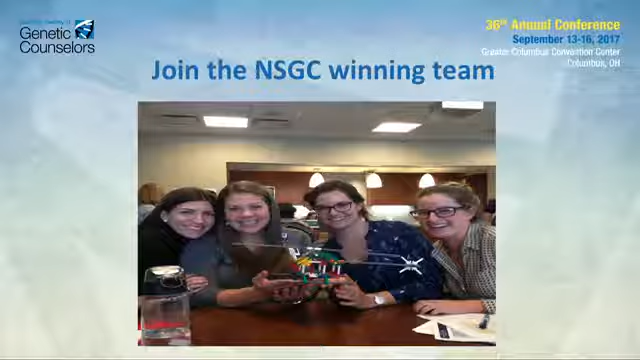 Genetic
Counselors
36th Annual Conference
September 13-16, 2017
Greater Columbus Convention Center
Columbus, OH
Join the NSGC winning team